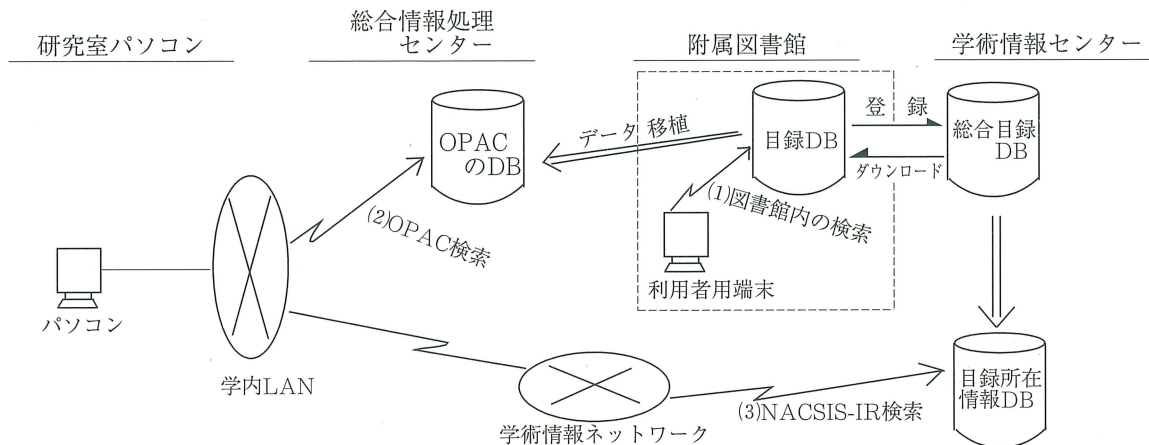 研究室パソコン
総合情報処理
センター
附属図書館
学術情報センター
OPAC
のDB
データ移植
目録DB
登 録
ダウンロード
総合目録
DB
(1)図書館内の検索
利用者用端末
(2)OPAC検索
パソコン
学内LAN
学術情報ネットワーク
(3)NACSIS-IR検索
目録所在
情報DB